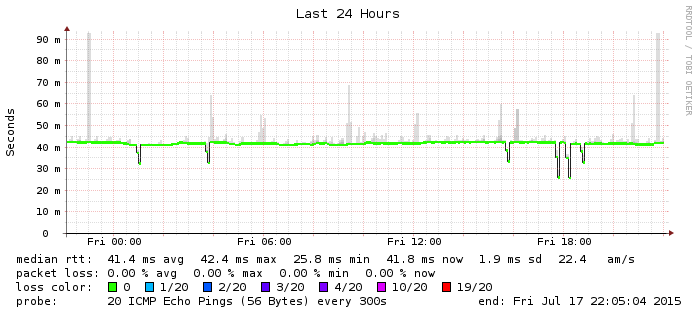 Last 24 Hours
RRDTOOL / TOBI OETIKER
Seconds
90 m
80 m
70 m
60 m
50 m
40 m
30 m
20 m
10 m
0
Fri 00:00 Fri 06:00 Fri 12:00 Fri 18:00
median rtt: 41.4 ms avg 42.4 ms max 25.8 ms min 41.8 ms now 1.9 ms sd 22.4 am/s
packet loss: 0.00 % avg 0.00 % max 0.00 % min 0.00 % now
loss color: 0 1/20 2/20 3/20 4/20 10/20 19/20
probe: 20 ICMP Echo Pings (56 Bytes) every 300s end: Fri Jul 17 22:05:04 2015